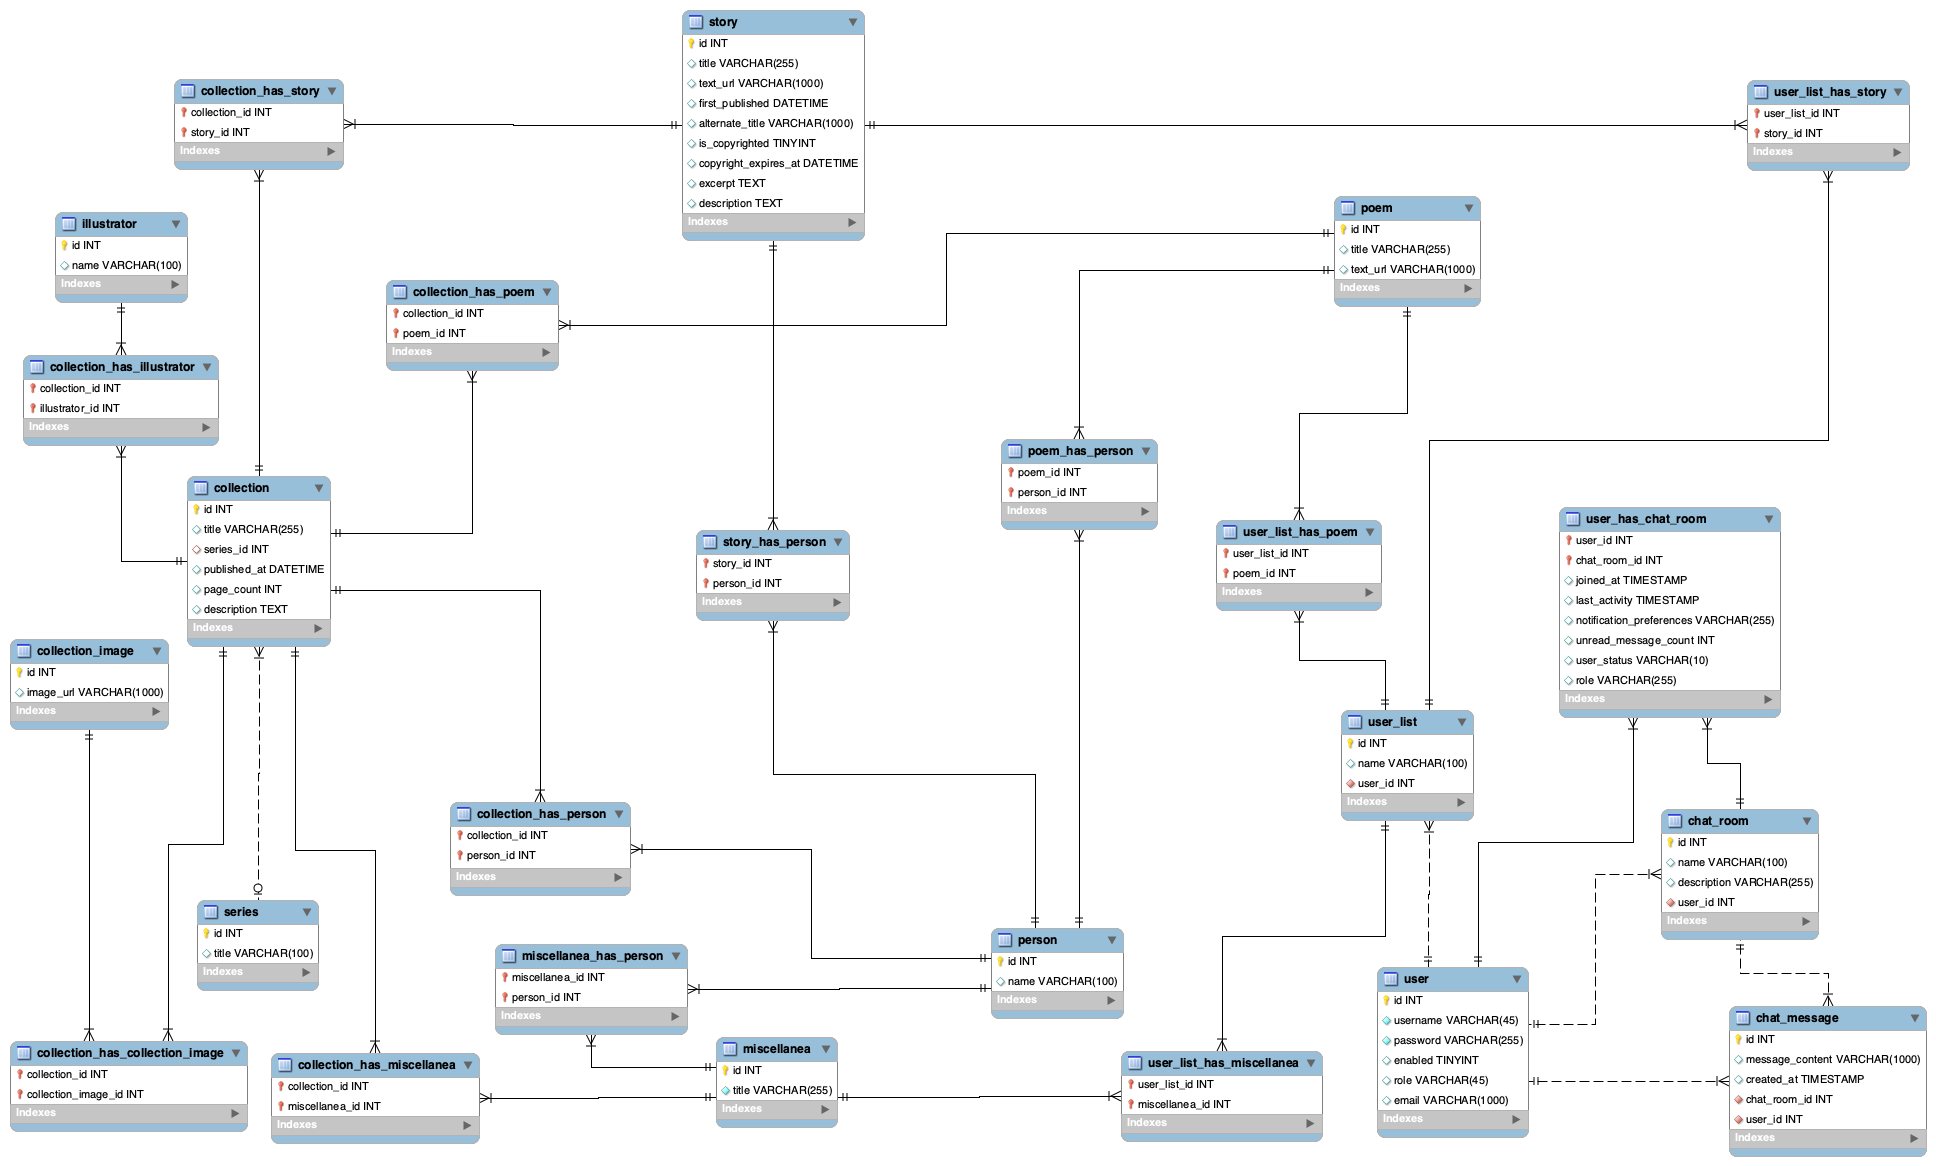 story
id INT
title VARCHAR(255)
text_url VARCHAR(1000)
first_published DATETIME
alternate_title VARCHAR(1000)
is_copyrighted TINYINT
copyright_expires_at DATETIME
excerpt TEXT
description TEXT
Indexes
collection_has_story
collection_id INT
story_id INT
Indexes
user_list_has_story
user_list_id INT
story_id INT
Indexes
illustrator
id INT
name VARCHAR(100)
Indexes
poem
id INT
title VARCHAR(255)
text_url VARCHAR(1000)
Indexes
collection_has_poem
collection_id INT
poem_id INT
Indexes
collection_has_illustrator
collection_id INT
illustrator_id INT
Indexes
poem_has_person
poem_id INT
person_id INT
Indexes
collection
id INT
title VARCHAR(255)
series_id INT
published_at DATETIME
page_count INT
description TEXT
Indexes
story_has_person
story_id INT
person_id INT
Indexes
user_list_has_poem
user_list_id INT
poem_id INT
Indexes
user_has_chat_room
user_id INT
chat_room_id INT
joined_at TIMESTAMP
last_activity TIMESTAMP
notification_preferences VARCHAR(255)
unread_message_count INT
user_status VARCHAR(10)
role VARCHAR(255)
Indexes
collection_image
id INT
image_url VARCHAR(1000)
Indexes
user_list
id INT
name VARCHAR(100)
user_id INT
Indexes
collection_has_person
collection_id INT
person_id INT
Indexes
chat_room
id INT
name VARCHAR(100)
description VARCHAR(255)
user_id INT
Indexes
series
id INT
title VARCHAR(100)
Indexes
person
id INT
name VARCHAR(100)
Indexes
miscellanea_has_person
miscellanea_id INT
person_id INT
Indexes
user
id INT
username VARCHAR(45)
password VARCHAR(255)
enabled TINYINT
role VARCHAR(45)
email VARCHAR(1000)
Indexes
chat_message
id INT
message_content VARCHAR(1000)
created_at TIMESTAMP
chat_room_id INT
user_id INT
Indexes
collection_has_collection_image
collection_id INT
collection_image_id INT
Indexes
collection_has_miscellanea
collection_id INT
miscellanea_id INT
Indexes
miscellanea
id INT
title VARCHAR(255)
Indexes
user_list_has_miscellanea
user_list_id INT
miscellanea_id INT
Indexes